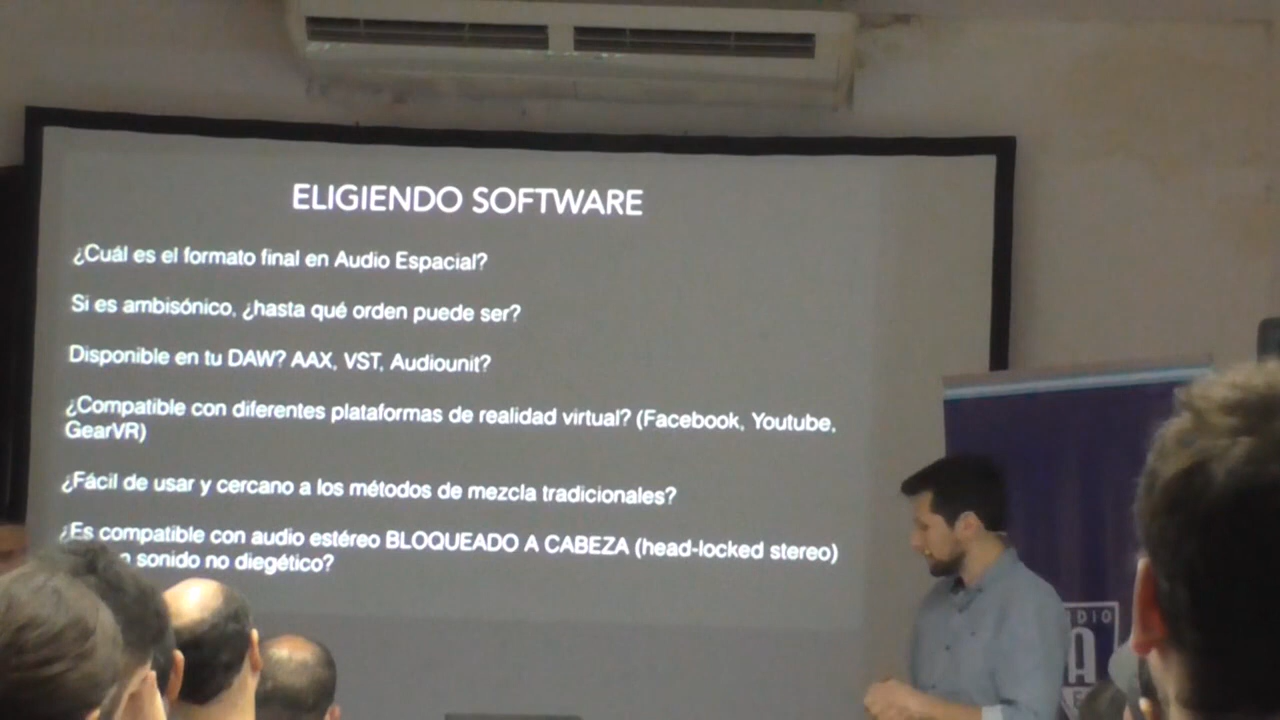 ELIGIENDO SOFTWARE
¿Cuál es el formato final en Audio Espacial?
Si es ambisónico, ¿hasta qué orden puede ser?
Disponible en tu DAW? AAX, VST, Audiounit?
¿Compatible con diferentes plataformas de realidad virtual? (Facebook, Youtube,
GearVR)
¿Fácil de usar y cercano a los métodos de mezcla tradicionales?
¿Es compatible con audio estéreo BLOQUEADO A CABEZA (head-locked stereo)
sonido no diegético?